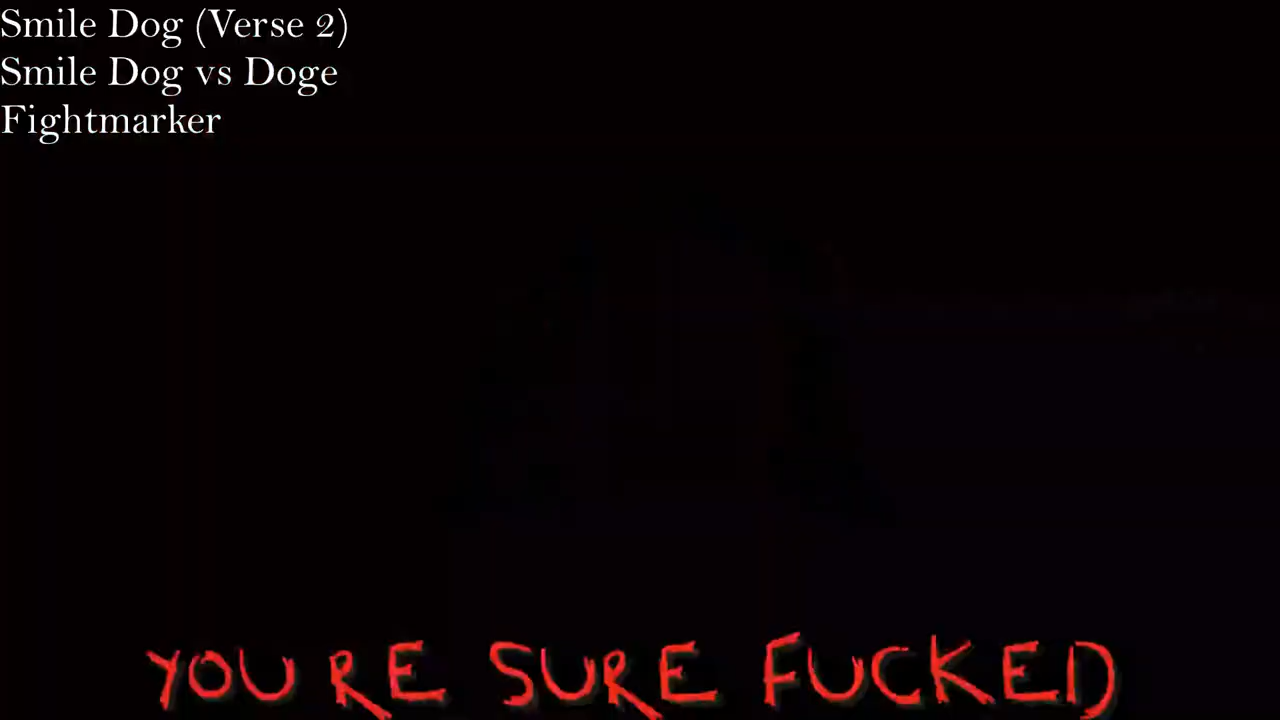 Smile Dog (Verse 2)
Smile Dog vs Doge
Fightmarker
YOU'RE SURE FUCKED